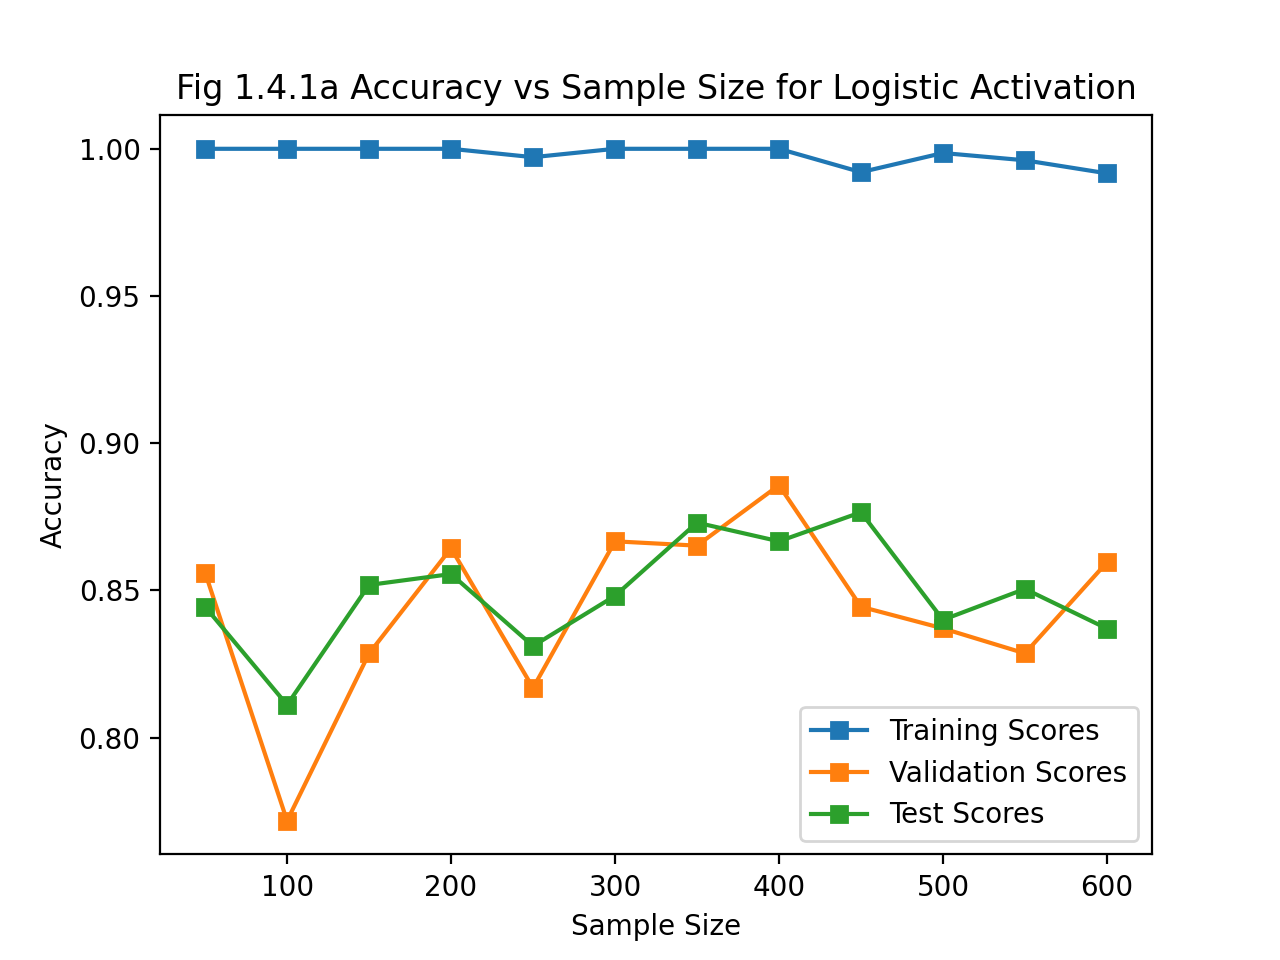 Fig 1.4.1a Accuracy vs Sample Size for Logistic Activation
1.00
0.95
0.90
0.85
0.80
Accuracy
100 200 300 400 500 600
Sample Size
Training Scores
Validation Scores
Test Scores